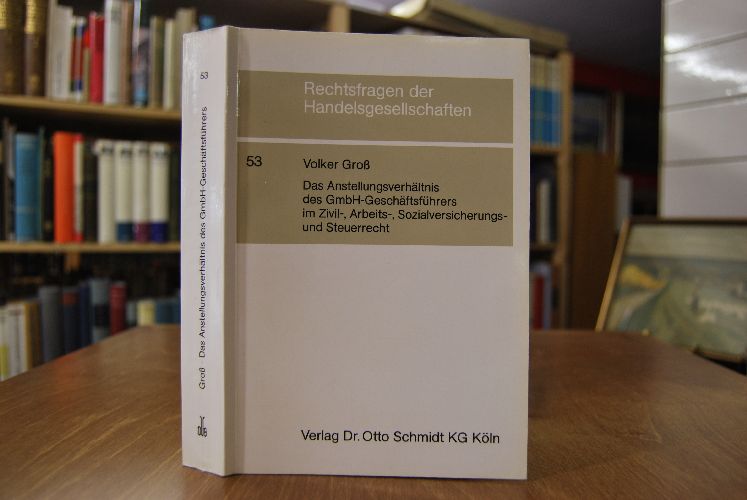 53
Groß Das Anstellungsverhältnis des GmbH-Geschäftsführers
Rechtsfragen der
Handelsgesellschaften
53
Volker Groß
Das Anstellungsverhältnis
des GmbH-Geschäftsführers
im Zivil-, Arbeits-, Sozialversicherungs-
und Steuerrecht
Verlag Dr. Otto Schmidt KG Köln